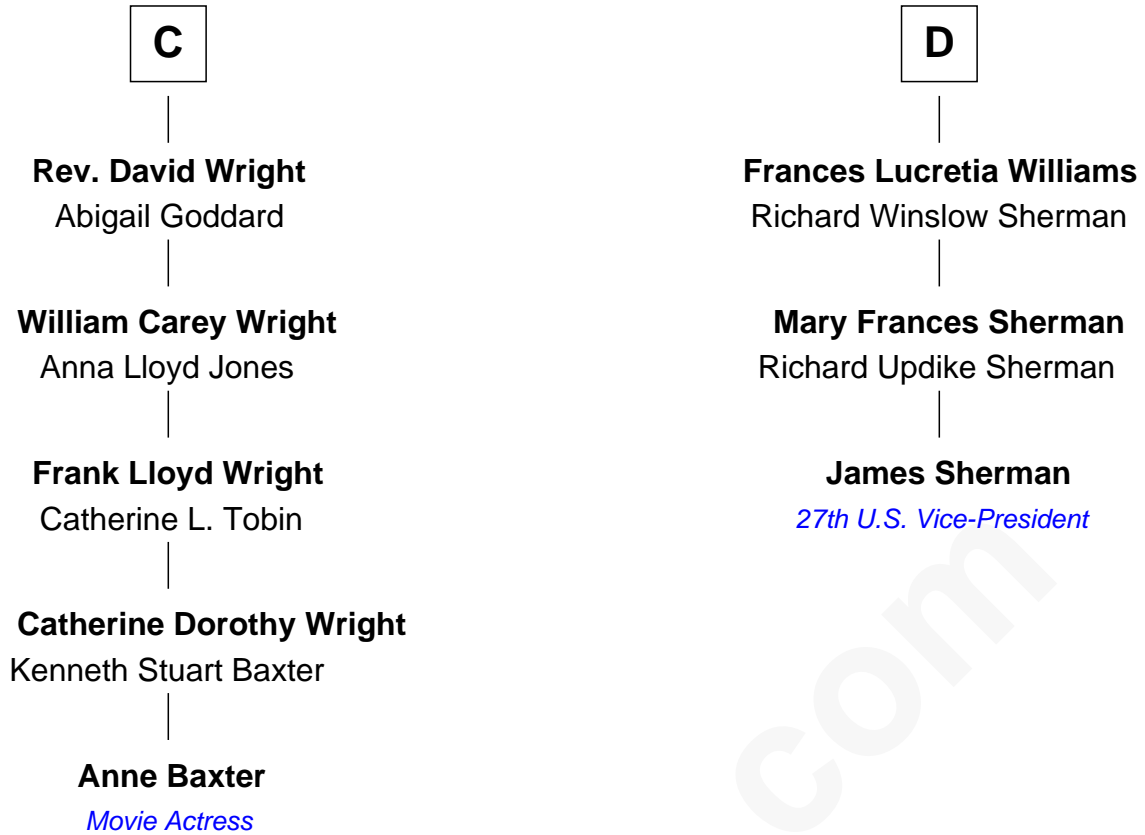 C
Rev. David Wright
Abigail Goddard
William Carey Wright
Anna Lloyd Jones
Frank Lloyd Wright
Catherine L. Tobin
Catherine Dorothy Wright
Kenneth Stuart Baxter
Anne Baxter
Movie Actress
D
Frances Lucretia Williams
Richard Winslow Sherman
Mary Frances Sherman
Richard Updike Sherman
James Sherman
27th U.S. Vice-President
com